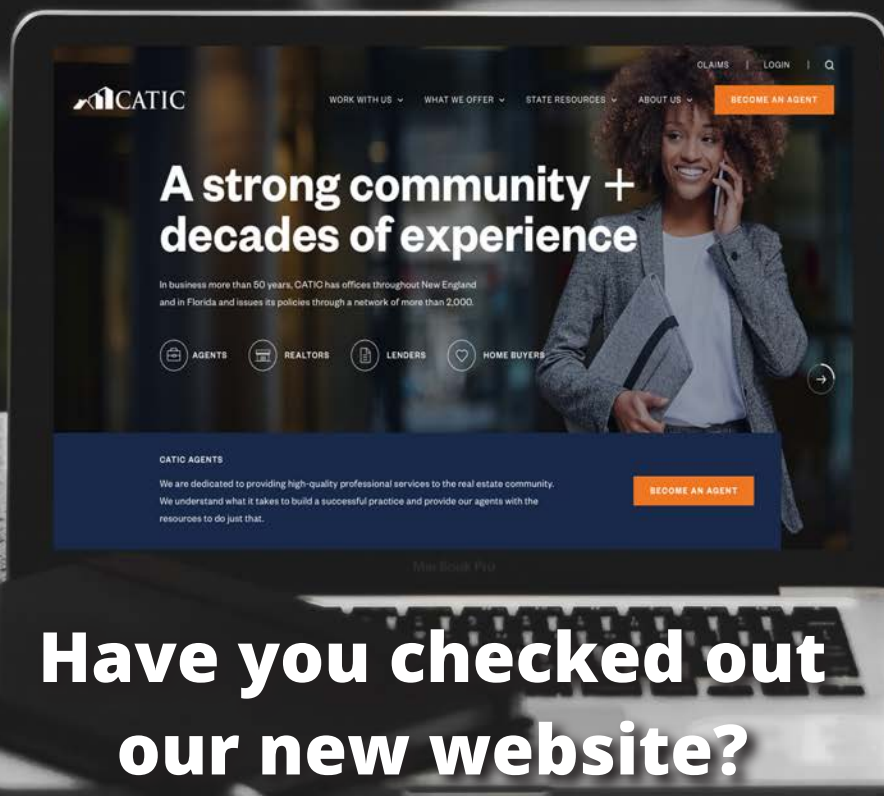 CLAIMS | LOGIN |
CATIC
WORK WITH US WHAT WE OFFER STATE RESOURCES ABOUT US BECOME AN AGENT
A strong community +
decades of experience
In business more than 50 years, CATIC has offices throughout New England
and in Florida and issues its policies through a network of more than 2,000.
AGENTS REALTORS LENDERS HOME BUYERS
CATIC AGENTS
We are dedicated to providing high-quality professional services to the real estate community.
We understand what it takes to build a successful practice and provide our agents with the
resources to do just that.
BECOME AN AGENT
MacBook Pro
Have you checked out
our new website?